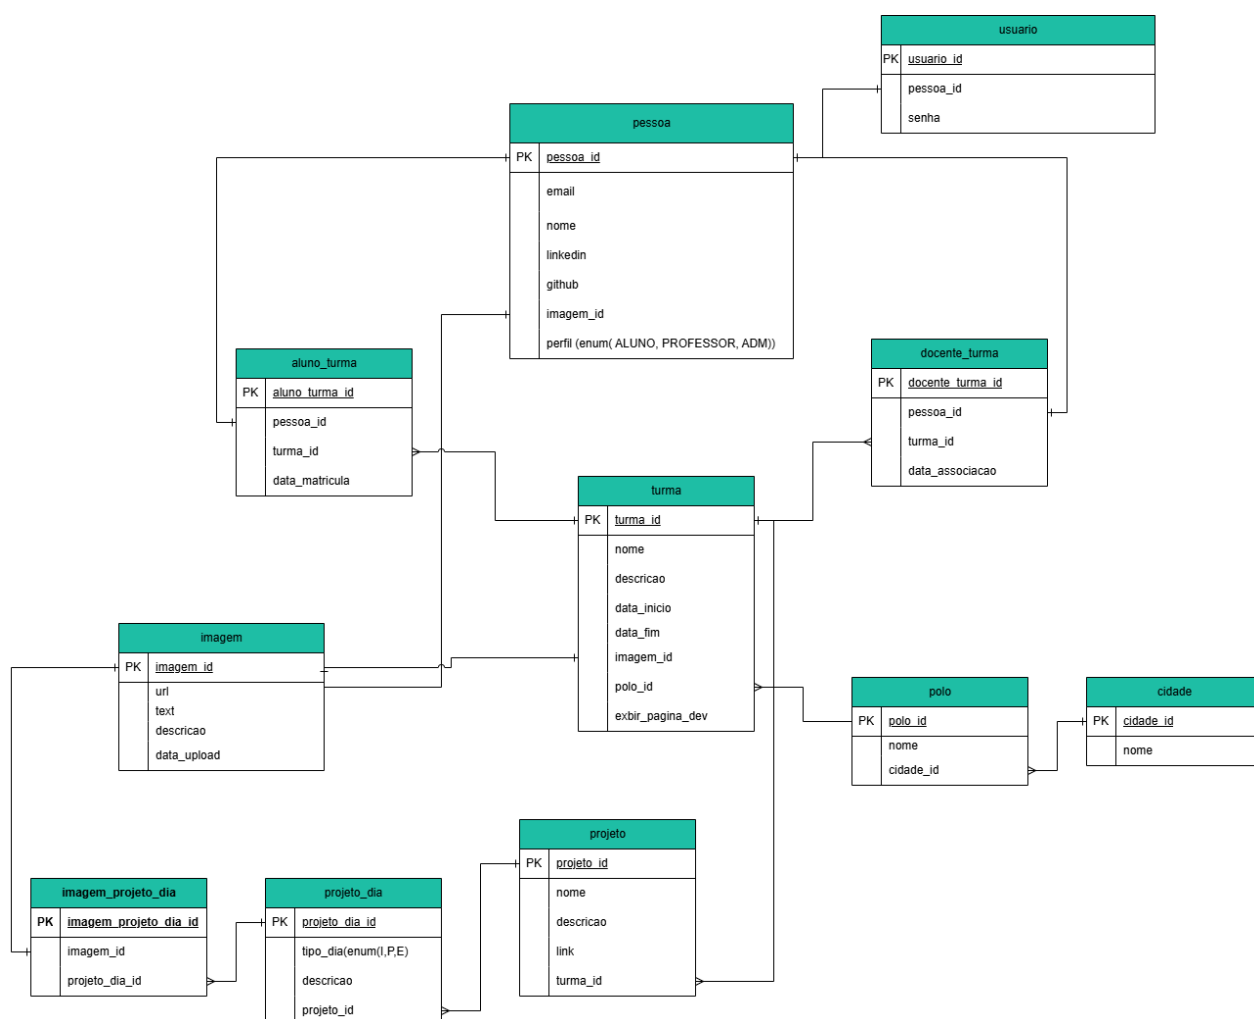 usuario
PK usuario_id
pessoa_id
senha
pessoa
PK pessoa_id
email
nome
linkedin
github
imagem_id
perfil (enum( ALUNO, PROFESSOR, ADM))
aluno_turma
PK aluno_turma_id
pessoa_id
turma_id
data_matricula
docente_turma
PK docente_turma_id
pessoa_id
turma_id
data_associacao
turma
PK turma_id
nome
descricao
data_inicio
data_fim
imagem_id
polo_id
exbir_pagina_dev
imagem
PK imagem_id
url
text
descricao
data_upload
polo
PK polo_id
nome
cidade_id
cidade
PK cidade_id
nome
projeto
PK projeto_id
nome
descricao
link
turma_id
imagem_projeto_dia
PK imagem_projeto_dia_id
imagem_id
projeto_dia_id
projeto_dia
PK projeto_dia_id
tipo_dia(enum(I,P,E)
descricao
projeto_id